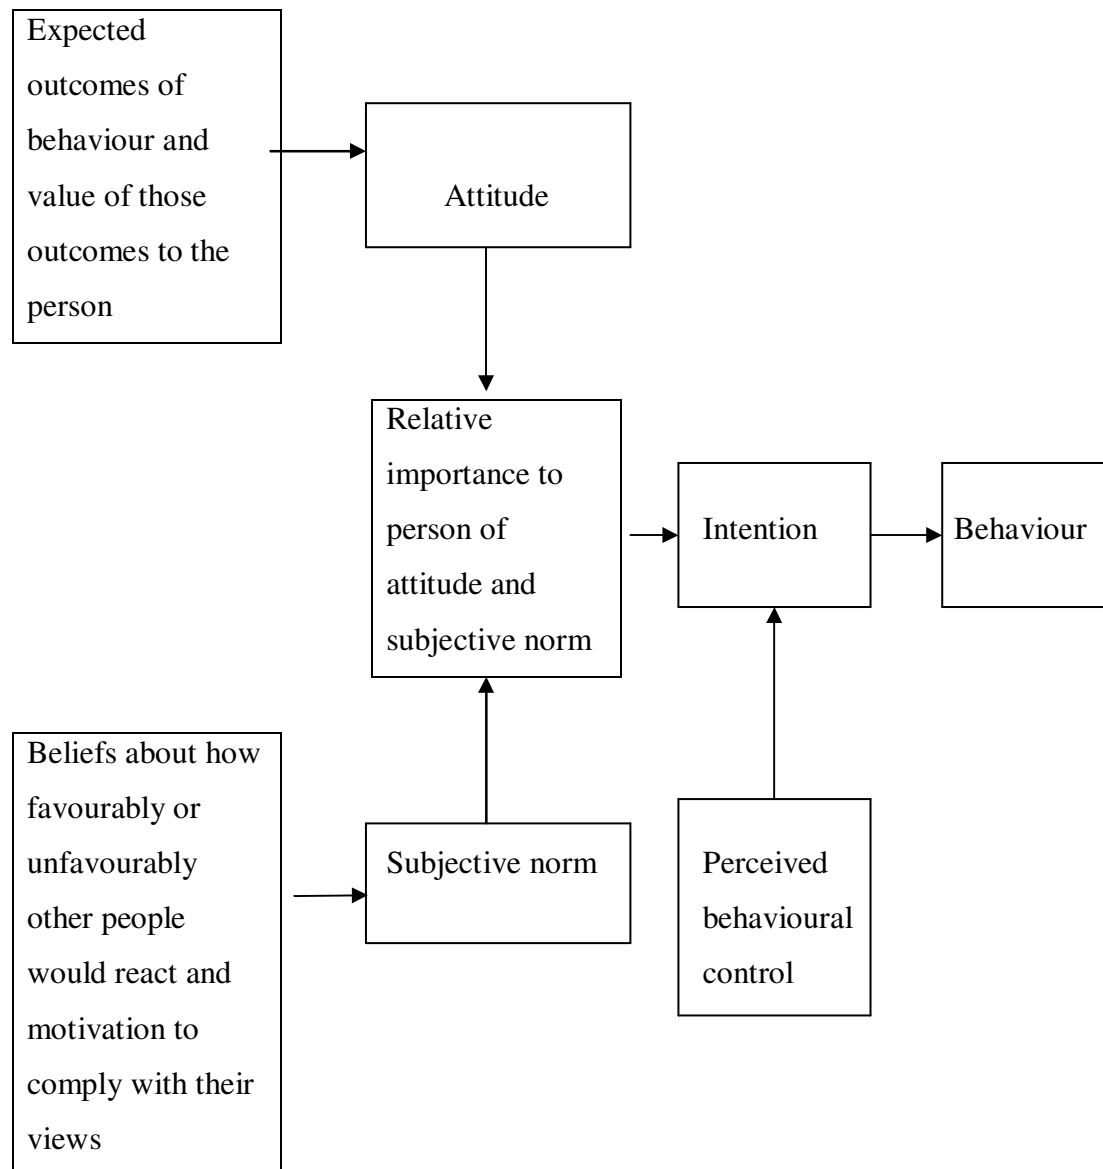 Expected
outcomes of
behaviour and
value of those
outcomes to the
person
Attitude
Relative
importance to
person of
attitude and
subjective norm
Intention
Behaviour
Beliefs about how
favourably or
unfavourably
other people
would react and
motivation to
comply with their
views
Subjective norm
Perceived
behavioural
control